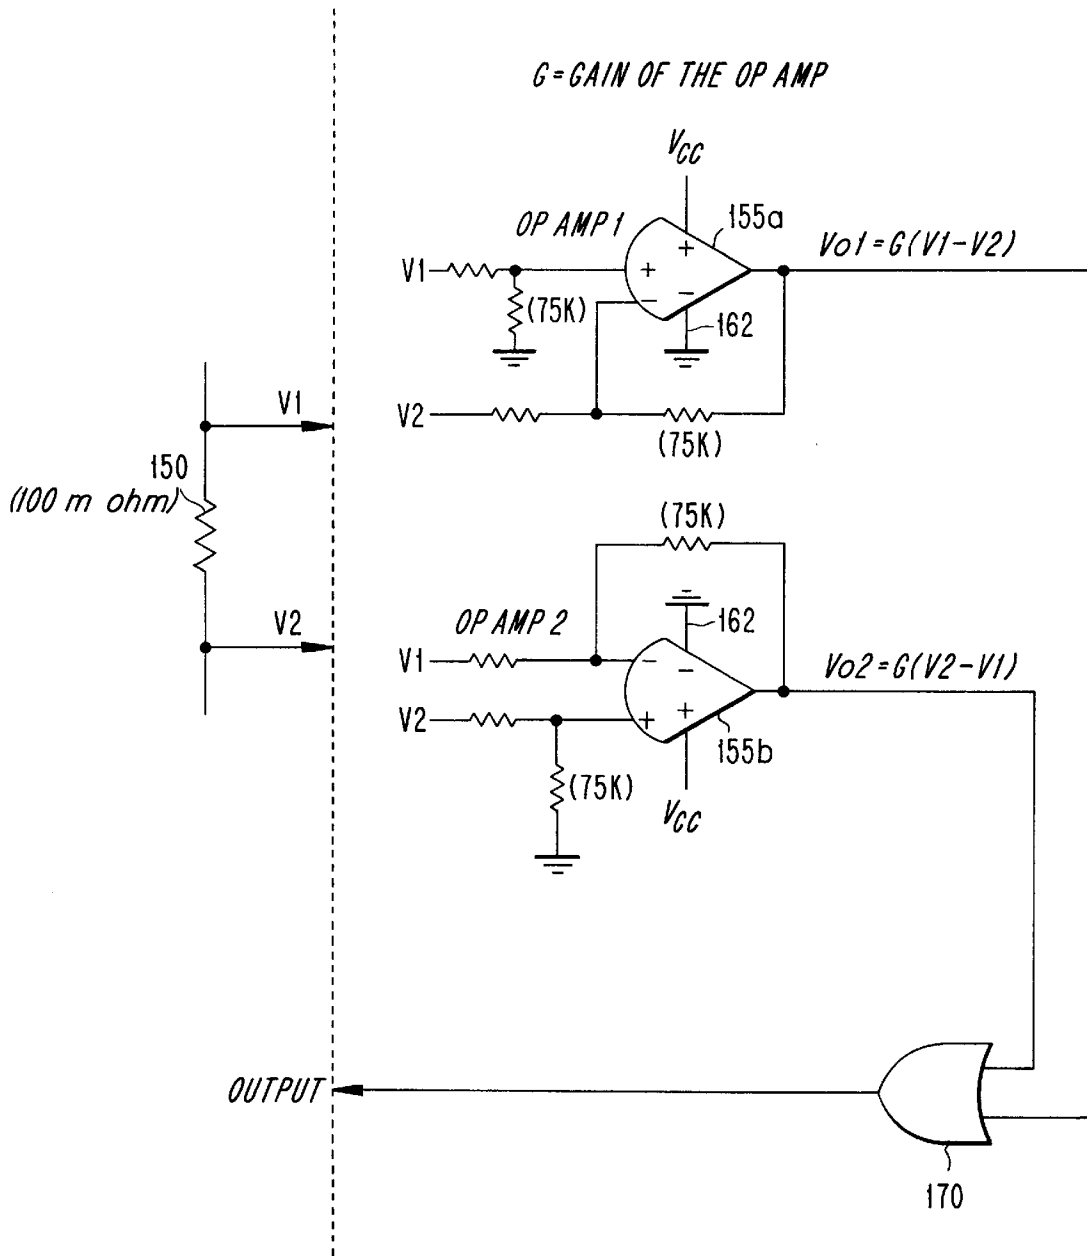 G=GAIN OF THE OP AMP
VCC
OP AMP 1
155a
Vo1=G(V1-V2)
V1
+
+
−
−
(75K)
162
V2
(75K)
V1
150
(100 m ohm)
V2
(75K)
OP AMP 2
162
V1
−
−
Vo2=G(V2-V1)
V2
+
+
155b
(75K)
VCC
OUTPUT
170